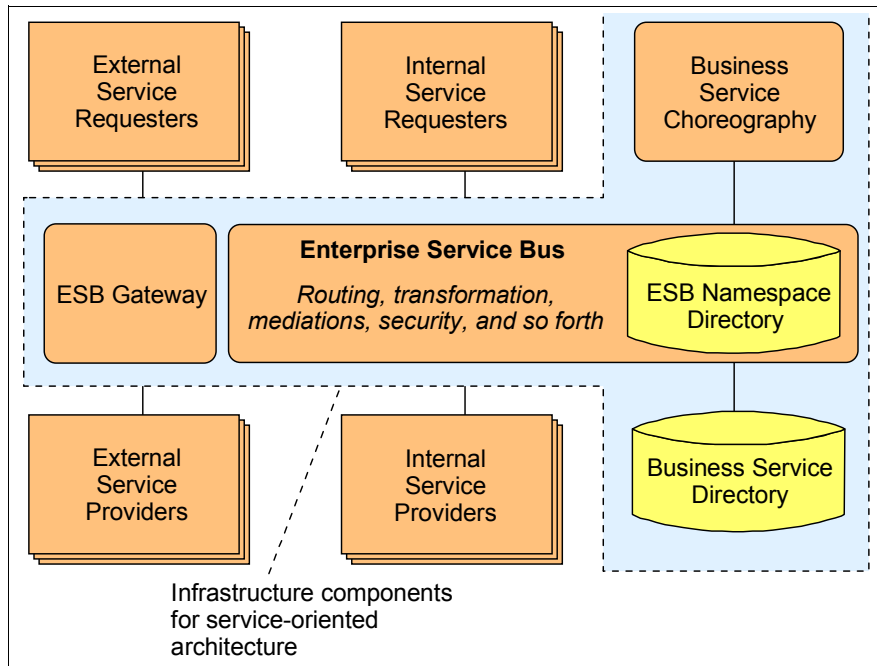 External
Service
Requesters
Internal
Service
Requesters
Business
Service
Choreography
ESB Gateway
Enterprise Service Bus
Routing, transformation,
mediations, security, and so forth
ESB Namespace
Directory
External
Service
Providers
Internal
Service
Providers
Business Service
Directory
Infrastructure components
for service-oriented
architecture